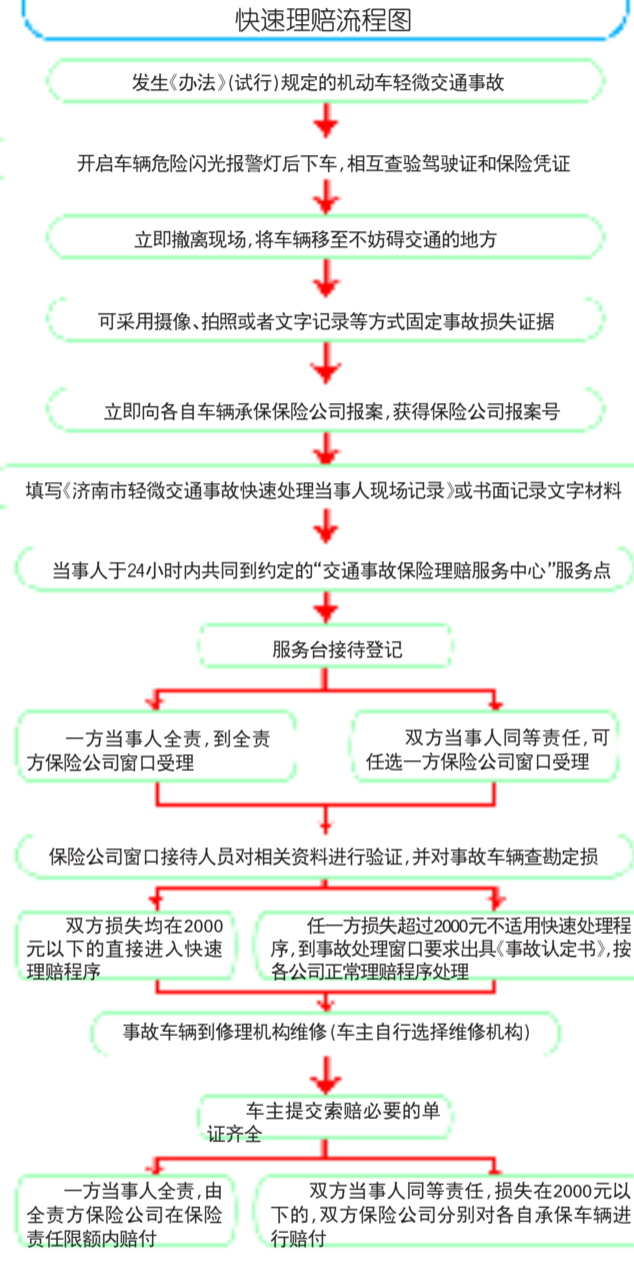 快速理赔流程图
发生《办法》(试行)规定的机动车轻微交通事故
开启车辆危险闪光报警灯后下车,相互查验驾驶证和保险凭证
立即撤离现场,将车辆移至不妨碍交通的地方
可采用摄像、拍照或者文字记录等方式固定事故损失证据
立即向各自车辆承保保险公司报案,获得保险公司报案号
填写《济南市轻微交通事故快速处理当事人现场记录》或书面记录文字材料
当事人于24小时内共同到约定的“交通事故保险理赔服务中心”服务点
服务台接待登记
一方当事人全责,到全责
方保险公司窗口受理
双方当事人同等责任,可
任选一方保险公司窗口受理
保险公司窗口接待人员对相关资料进行验证,并对事故车辆查勘定损
双方损失均在2000
元以下的直接进入快速
理赔程序
任一方损失超过2000元不适用快速处理程
序,到事故处理窗口要求出具《事故认定书》,按
各公司正常理赔程序处理
事故车辆到修理机构维修(车主自行选择维修机构)
车主提交索赔必要的单
证齐全
一方当事人全责,由
全责方保险公司在保险
责任限额内赔付
双方当事人同等责任,损失在2000元以
下的,双方保险公司分别对各自承保车辆进
行赔付